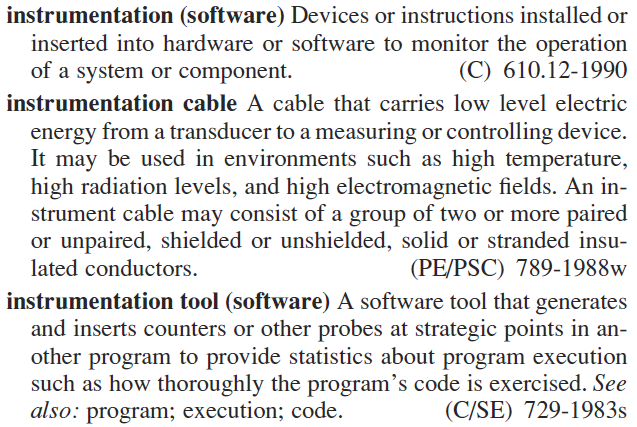 instrumentation (software) Devices or instructions installed or
inserted into hardware or software to monitor the operation
of a system or component. (C) 610.12-1990
instrumentation cable A cable that carries low level electric
energy from a transducer to a measuring or controlling device.
It may be used in environments such as high temperature,
high radiation levels, and high electromagnetic fields. An in-
strument cable may consist of a group of two or more paired
or unpaired, shielded or unshielded, solid or stranded insu-
lated conductors. (PE/PSC) 789-1988w
instrumentation tool (software) A software tool that generates
and inserts counters or other probes at strategic points in an-
other program to provide statistics about program execution
such as how thoroughly the program’s code is exercised. See
also: program; execution; code. (C/SE) 729-1983s